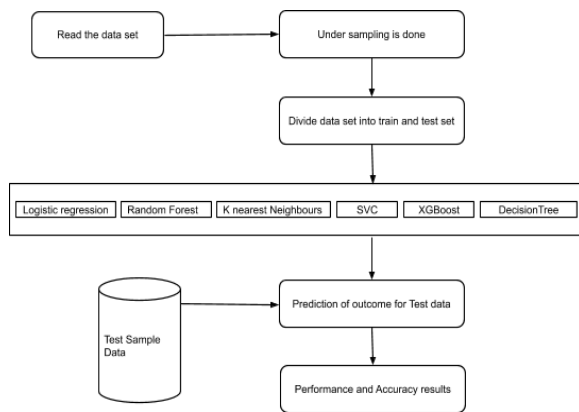 Read the data set
Under sampling is done
Divide data set into train and test set
Logistic regression
Random Forest
K nearest Neighbours
SVC
XGBoost
DecisionTree
Prediction of outcome for Test data
Test Sample
Data
Performance and Accuracy results